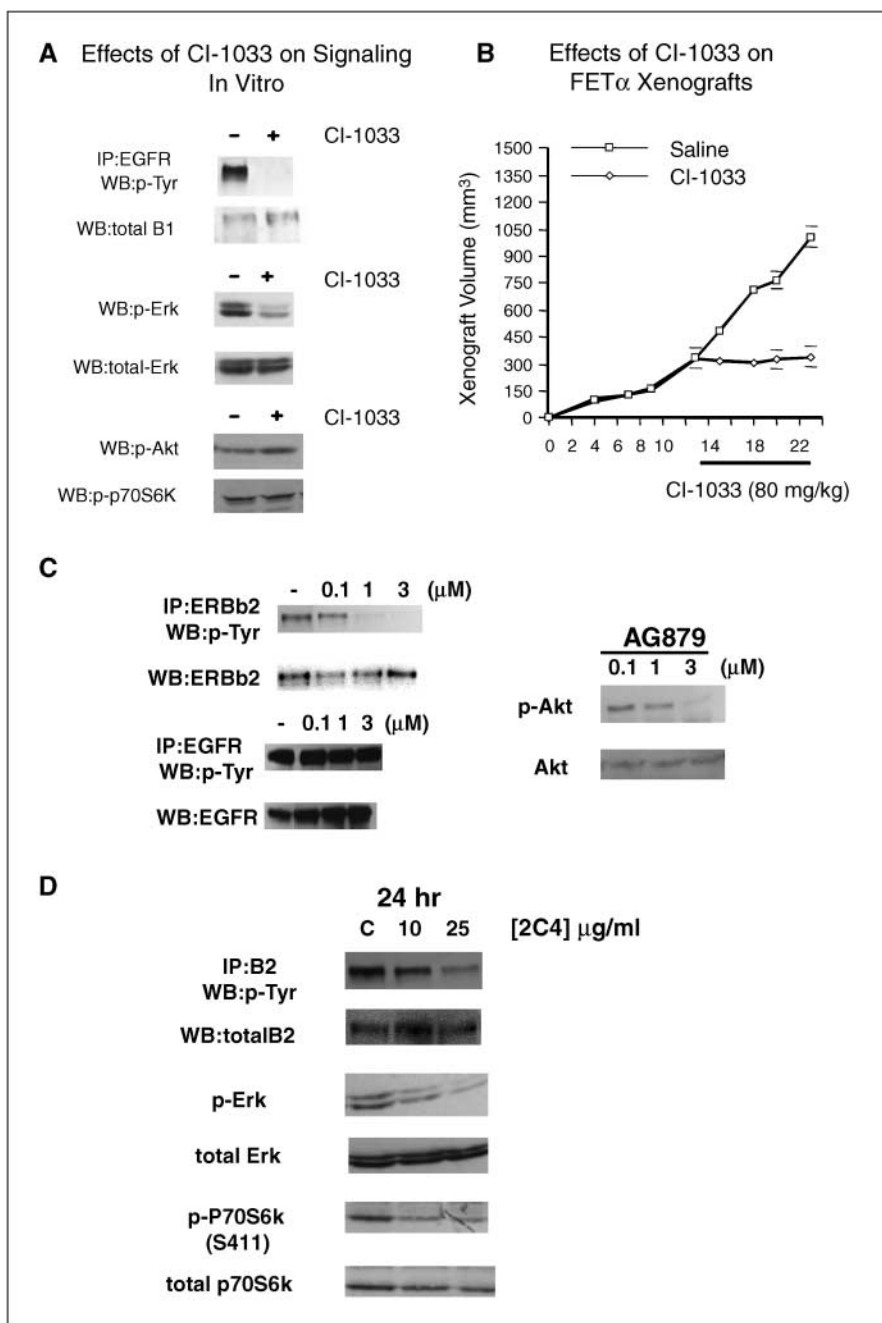 A Effects of CI-1033 on Signaling
In Vitro
- + CI-1033
IP:EGFR
WB:p-Tyr
WB:total B1
- + CI-1033
WB:p-Erk
WB:total-Erk
- + CI-1033
WB:p-Akt
WB:p-p70S6K
B Effects of CI-1033 on
FETα Xenografts
Xenograft Volume (mm³)
1500
1350
1200
1050
900
750
600
450
300
150
0
Saline
CI-1033
0 2 4 6 8 10 14 18 22
CI-1033 (80 mg/kg)
C
- 0.1 1 3 (μM)
IP:ERBb2
WB:p-Tyr
WB:ERBb2
- 0.1 1 3 (μM)
IP:EGFR
WB:p-Tyr
WB:EGFR
AG879
0.1 1 3 (μM)
p-Akt
Akt
D
24 hr
C 10 25 [2C4] μg/ml
IP:B2
WB:p-Tyr
WB:totalB2
p-Erk
total Erk
p-P70S6k
(S411)
total p70S6k